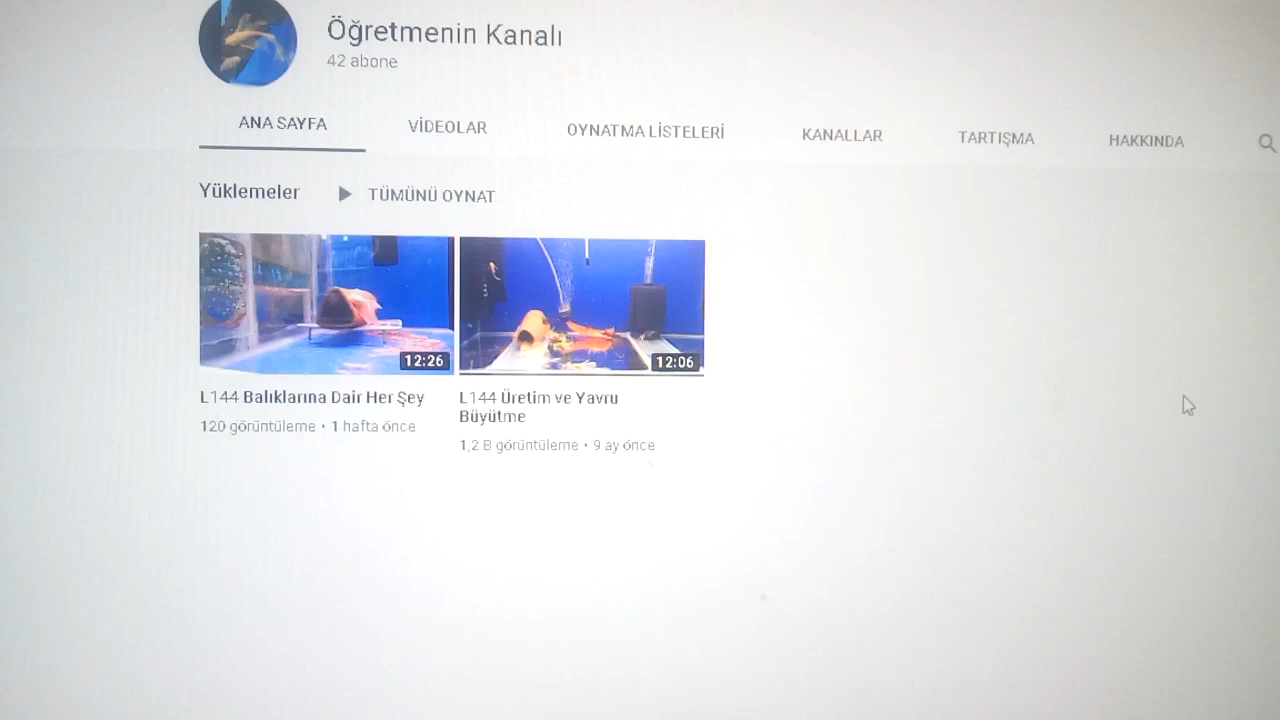 Öğretmenin Kanalı
42 abone
ANA SAYFA VİDEOLAR OYNATMA LİSTELERİ KANALLAR TARTIŞMA HAKKINDA
Yüklemeler TÜMÜNÜ OYNAT
12:26
12:06
L144 Balıklarına Dair Her Şey
120 görüntüleme • 1 hafta önce
L144 Üretim ve Yavru
Büyütme
1,2 B görüntüleme • 9 ay önce